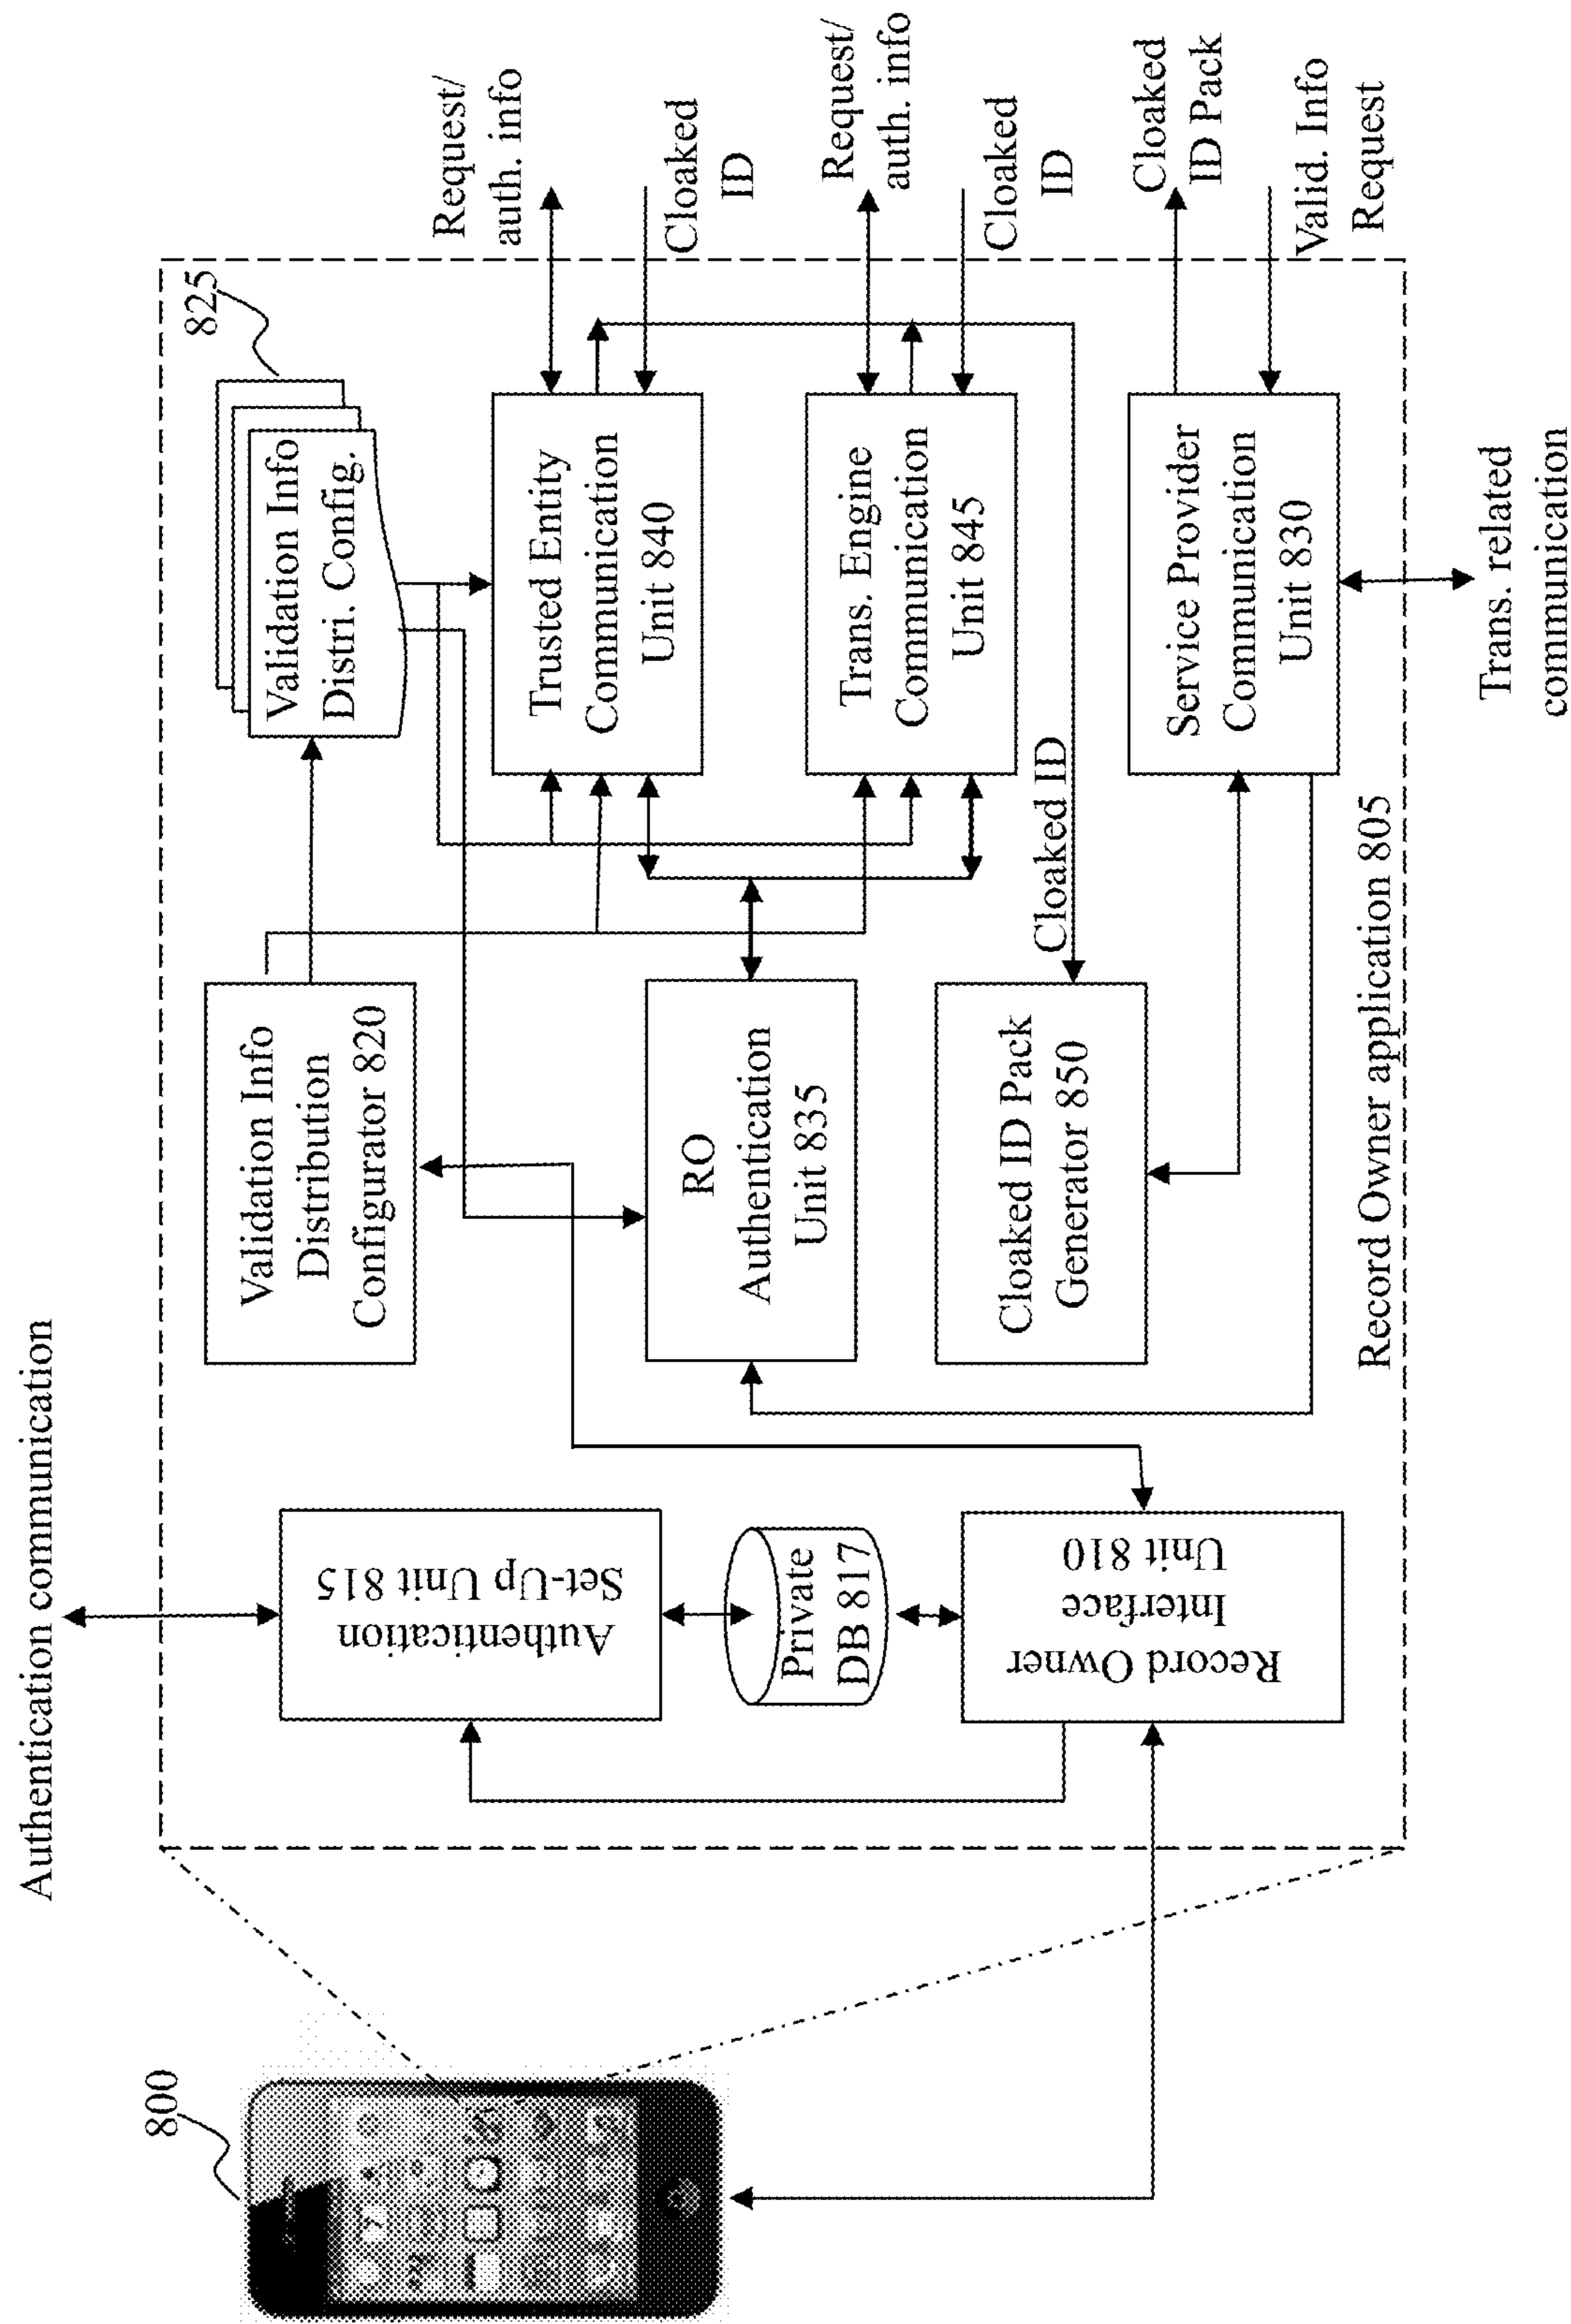 Authentication communication
800
825
Validation Info
Distribution
Configurator 820
Validation Info
Distri. Config.
Request/
auth. info
Cloaked
ID
Authentication
Set-Up Unit 815
Private
DB 817
Record Owner
Interface
Unit 810
RO
Authentication
Unit 835
Trusted Entity
Communication
Unit 840
Trans. Engine
Communication
Unit 845
Request/
auth. info
Cloaked
ID
Cloaked ID
Cloaked ID Pack
Generator 850
Service Provider
Communication
Unit 830
Cloaked
ID Pack
Valid. Info
Request
Record Owner application 805
Trans. related
communication